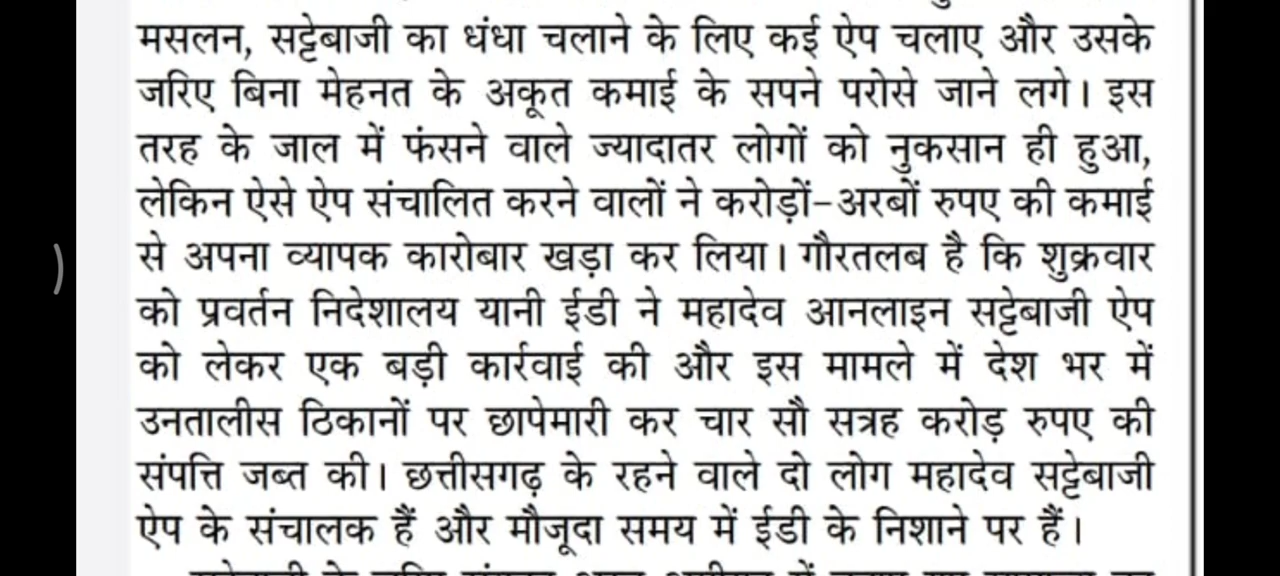 मसलन, सट्टेबाजी का धंधा चलाने के लिए कई ऐप चलाए और उसके
जरिए बिना मेहनत के अकूत कमाई के सपने परोसे जाने लगे। इस
तरह के जाल में फंसने वाले ज्यादातर लोगों को नुकसान ही हुआ,
लेकिन ऐसे ऐप संचालित करने वालों ने करोड़ों-अरबों रुपए की कमाई
से अपना व्यापक कारोबार खड़ा कर लिया। गौरतलब है कि शुक्रवार
को प्रवर्तन निदेशालय यानी ईडी ने महादेव आनलाइन सट्टेबाजी ऐप
को लेकर एक बड़ी कार्रवाई की और इस मामले में देश भर में
उनतालीस ठिकानों पर छापेमारी कर चार सौ सत्रह करोड़ रुपए की
संपत्ति जब्त की। छत्तीसगढ़ के रहने वाले दो लोग महादेव सट्टेबाजी
ऐप के संचालक हैं और मौजूदा समय में ईडी के निशाने पर हैं।